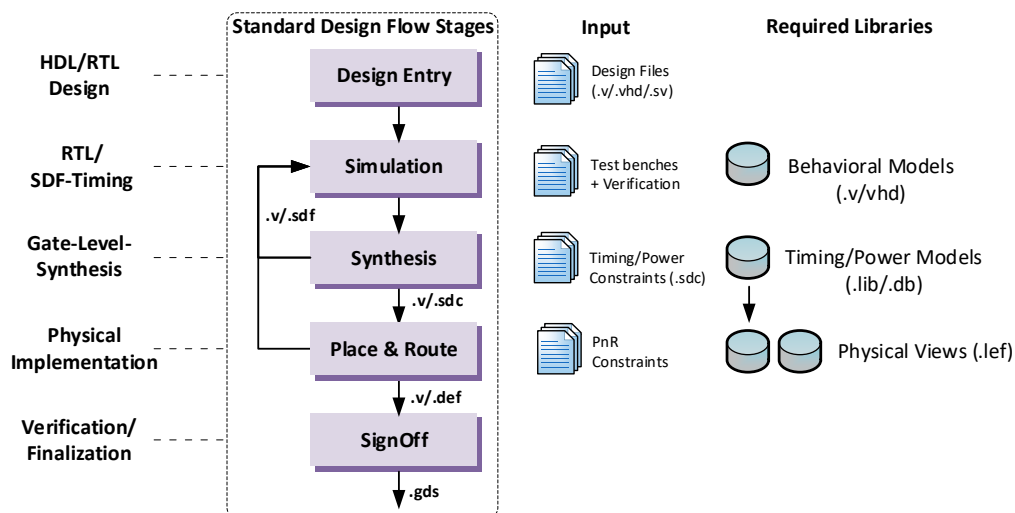 Standard Design Flow Stages
Input
Required Libraries
HDL/RTL
Design
Design Entry
Design Files
(.v/.vhd/.sv)
RTL/
SDF-Timing
Simulation
Test benches
+ Verification
Behavioral Models
(.v/vhd)
.v/.sdf
Gate-Level-
Synthesis
Synthesis
Timing/Power
Constraints (.sdc)
Timing/Power Models
(.lib/.db)
.v/.sdc
Physical
Implementation
Place & Route
PnR
Constraints
Physical Views (.lef)
.v/.def
Verification/
Finalization
SignOff
.gds